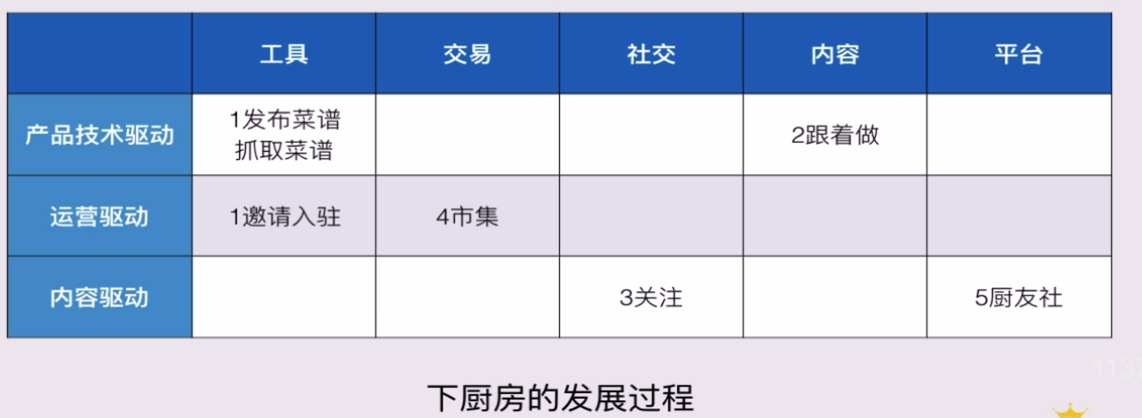 工具 交易 社交 内容 平台
产品技术驱动 1发布菜谱 2跟着做
抓取菜谱
运营驱动 1邀请入驻 4市集
内容驱动 3关注 5厨友社
下厨房的发展过程